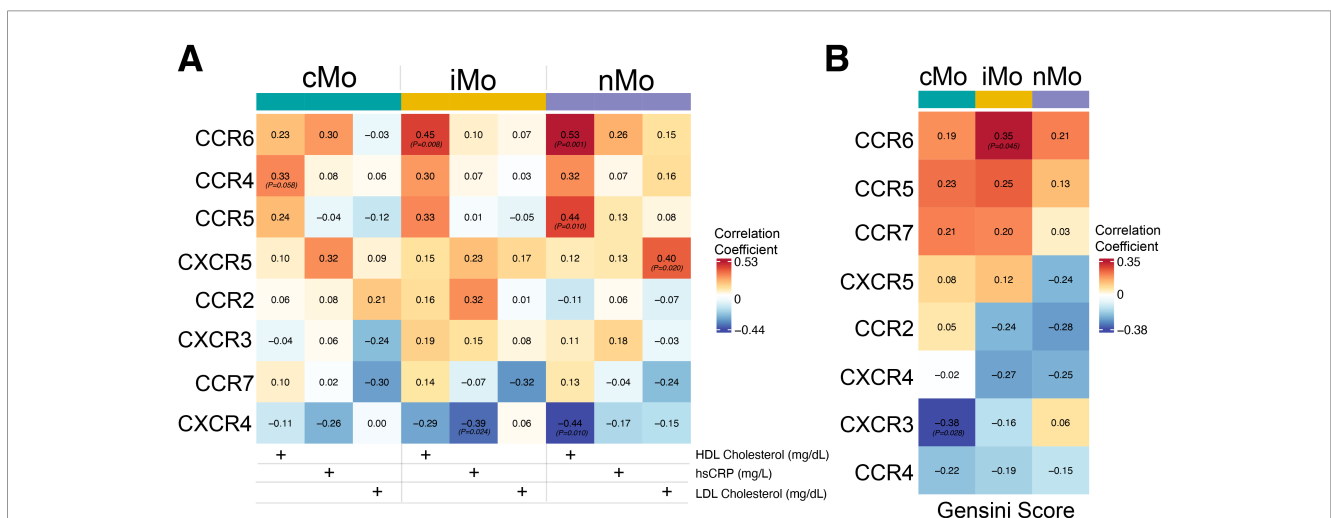 A
cMo iMo nMo
CCR6 0.23 0.30 −0.03 0.45 (P=0.008) 0.10 0.07 0.53 (P=0.001) 0.26 0.15
CCR4 0.33 (P=0.058) 0.08 0.06 0.30 0.07 0.03 0.32 0.07 0.16
CCR5 0.24 −0.04 −0.12 0.33 0.01 −0.05 0.44 (P=0.010) 0.13 0.08
CXCR5 0.10 0.32 0.09 0.15 0.23 0.17 0.12 0.13 0.40 (P=0.020)
CCR2 0.06 0.08 0.21 0.16 0.32 0.01 −0.11 0.06 −0.07
CXCR3 −0.04 0.06 −0.24 0.19 0.15 0.08 0.11 0.18 −0.03
CCR7 0.10 0.02 −0.30 0.14 −0.07 −0.32 0.13 −0.04 −0.24
CXCR4 −0.11 −0.26 0.00 −0.29 −0.39 (P=0.024) 0.06 −0.44 (P=0.010) −0.17 −0.15
+ + + HDL Cholesterol (mg/dL)
+ + + hsCRP (mg/L)
+ + + LDL Cholesterol (mg/dL)
Correlation
Coefficient
0.53
0
−0.44
B
cMo iMo nMo
CCR6 0.19 0.35 (P=0.045) 0.21
CCR5 0.23 0.25 0.13
CCR7 0.21 0.20 0.03
CXCR5 0.08 0.12 −0.24
CCR2 0.05 −0.24 −0.28
CXCR4 −0.02 −0.27 −0.25
CXCR3 −0.38 (P=0.028) −0.16 0.06
CCR4 −0.22 −0.19 −0.15
Gensini Score
Correlation
Coefficient
0.35
0
−0.38